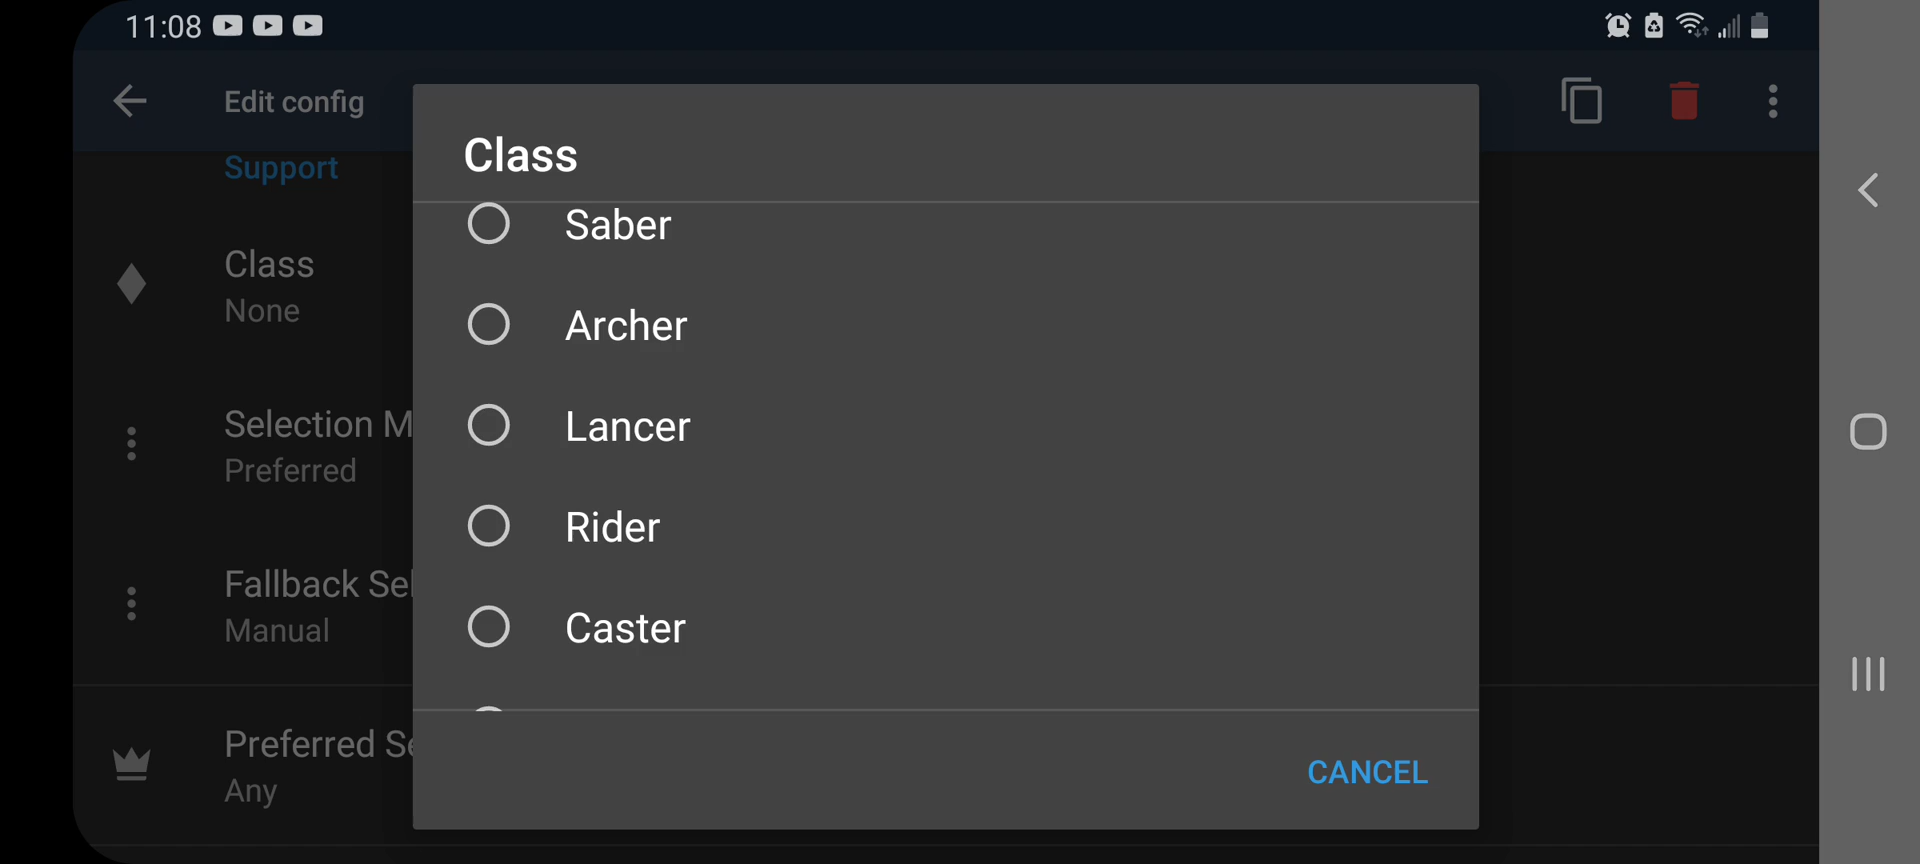 11:08
Edit config
Support
Class
None
Selection M
Preferred
Fallback Sel
Manual
Preferred Se
Any
Class
Saber
Archer
Lancer
Rider
Caster
CANCEL